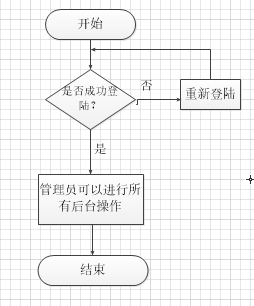 开始
是否成功登
陆？
否
重新登陆
是
管理员可以进行所
有后台操作
结束